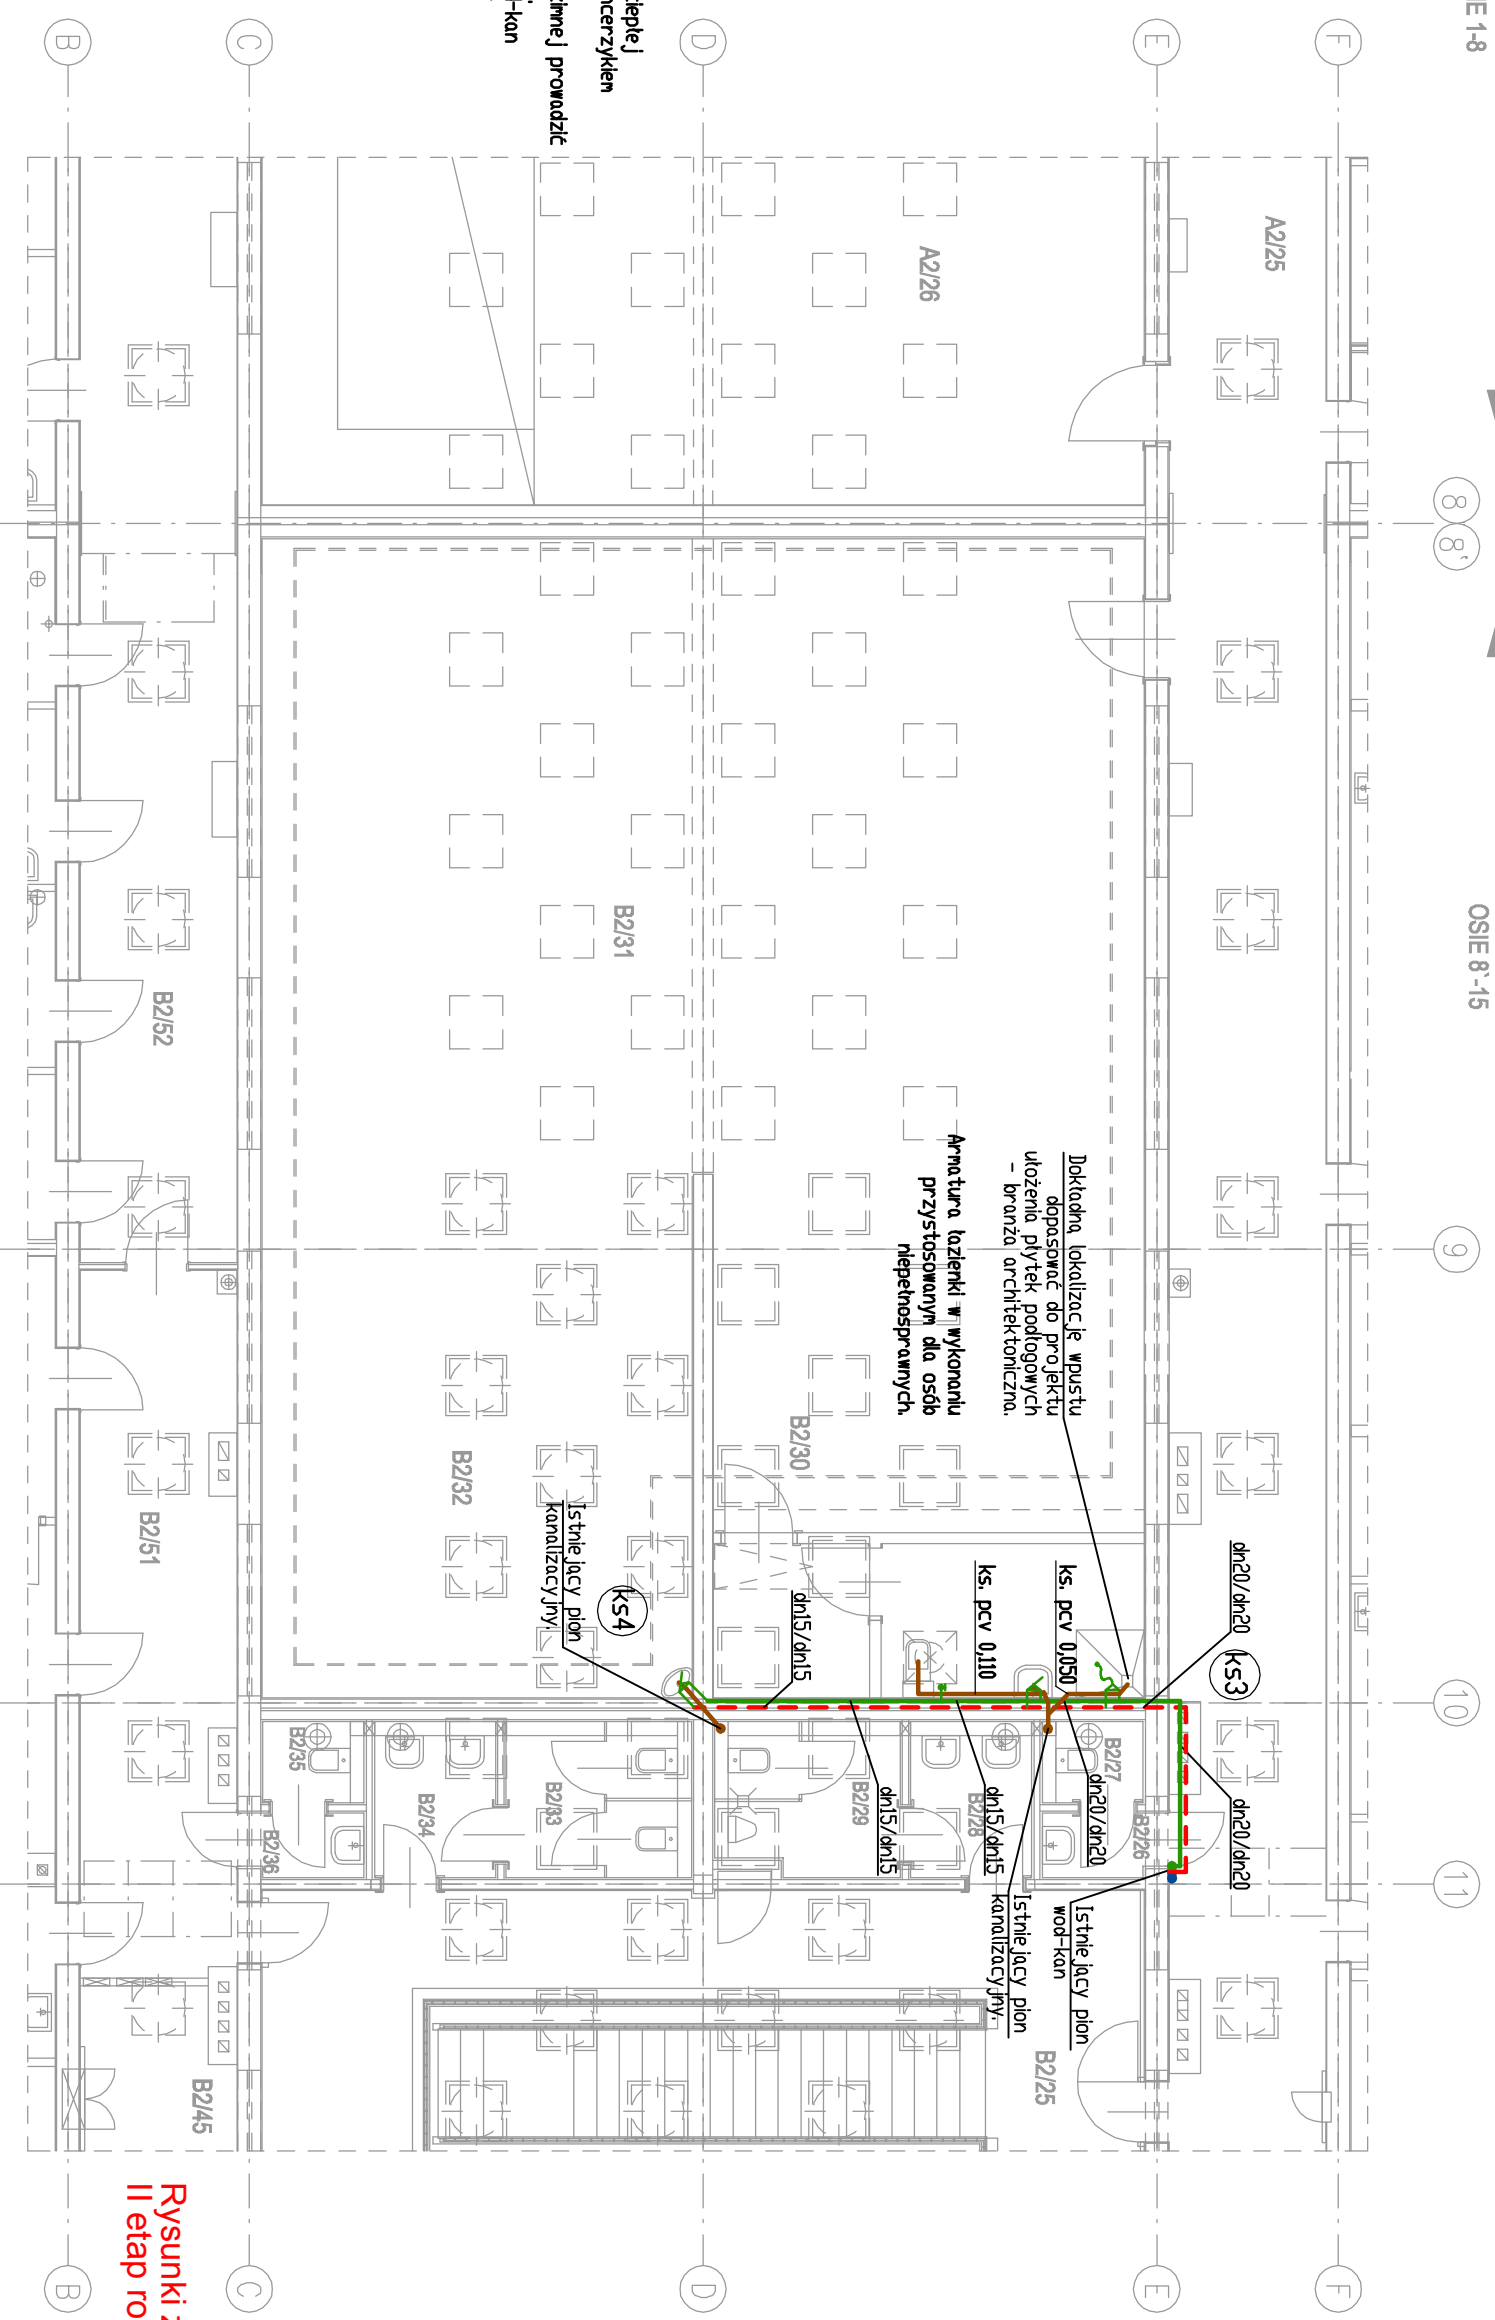 OSIE 8`-15
8
8`
9
10
11
F
F
E
E
D
D
C
C
B
B
E 1-8
A2/25
A2/26
B2/31
B2/52
B2/30
B2/32
B2/51
B2/27
B2/26
B2/28
B2/29
B2/33
B2/34
B2/35
B2/36
B2/25
B2/45
Dokładną lokalizację wpustu
dopasować do projektu
ułożenia płytek podłogowych
- branża architektoniczna.
Armatura łazienki w wykonaniu
przystosowanym dla osób
niepełnosprawnych.
dn20/dn20
ks3
ks. pcv 0,050
ks. pcv 0,110
dn15/dn15
ks4
Istniejący pion
kanalizacyjny.
dn20/dn20
dn20/dn20
dn15/dn15
dn15/dn15
Istniejący pion
wod-kan
Istniejący pion
kanalizacyjny.
ciepłej
ncerzykiem
zimnej prowadzić
d-kan
Rysunki z
II etap ro